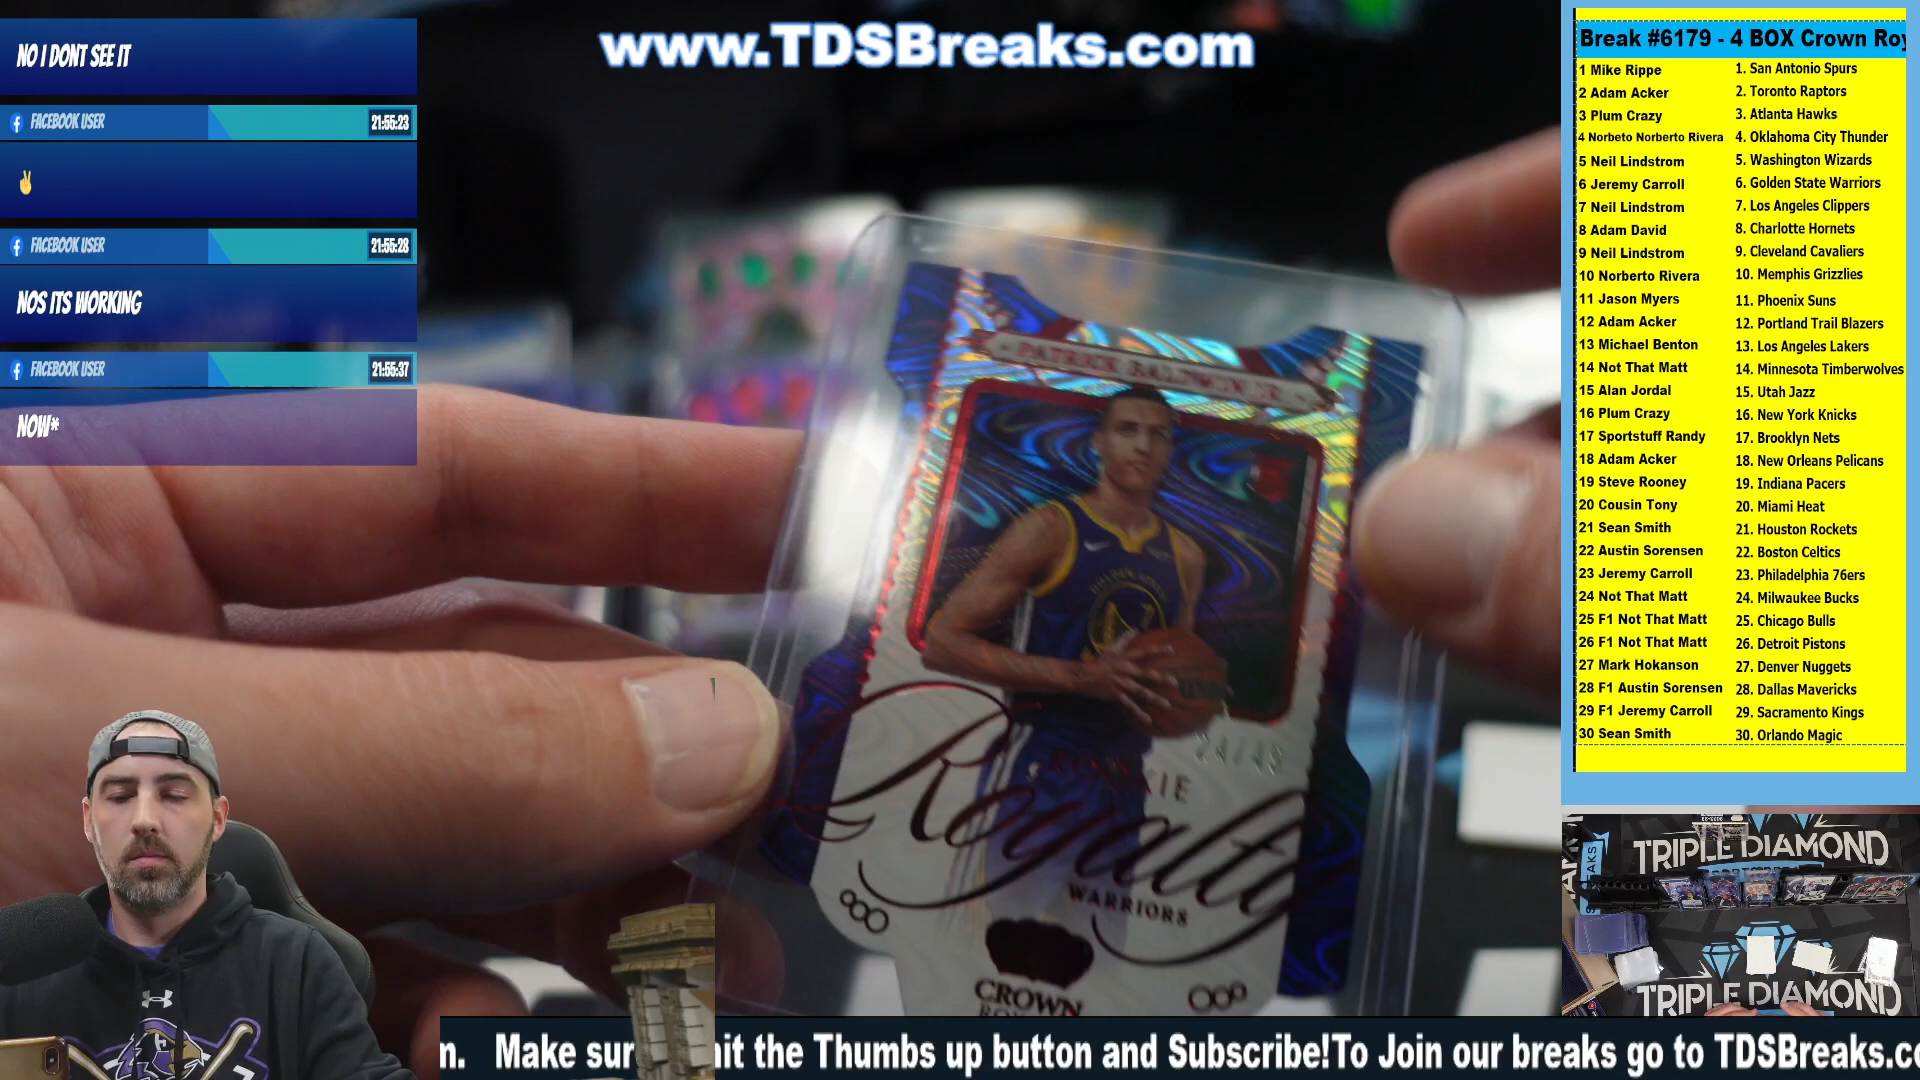 www.TDSBreaks.com
NO I DONT SEE IT
FACEBOOK USER
21:55:23
✌
FACEBOOK USER
21:55:28
NOS ITS WORKING
FACEBOOK USER
21:55:37
NOW*
PATRICK BALDWIN JR.
24/49
ROOKIE
Royalty
WARRIORS
CROWN
Break #6179 - 4 BOX Crown Roy
1 Mike Rippe
1. San Antonio Spurs
2 Adam Acker
2. Toronto Raptors
3 Plum Crazy
3. Atlanta Hawks
4 Norbeto Norberto Rivera
4. Oklahoma City Thunder
5 Neil Lindstrom
5. Washington Wizards
6 Jeremy Carroll
6. Golden State Warriors
7 Neil Lindstrom
7. Los Angeles Clippers
8 Adam David
8. Charlotte Hornets
9 Neil Lindstrom
9. Cleveland Cavaliers
10 Norberto Rivera
10. Memphis Grizzlies
11 Jason Myers
11. Phoenix Suns
12 Adam Acker
12. Portland Trail Blazers
13 Michael Benton
13. Los Angeles Lakers
14 Not That Matt
14. Minnesota Timberwolves
15 Alan Jordal
15. Utah Jazz
16 Plum Crazy
16. New York Knicks
17 Sportstuff Randy
17. Brooklyn Nets
18 Adam Acker
18. New Orleans Pelicans
19 Steve Rooney
19. Indiana Pacers
20 Cousin Tony
20. Miami Heat
21 Sean Smith
21. Houston Rockets
22 Austin Sorensen
22. Boston Celtics
23 Jeremy Carroll
23. Philadelphia 76ers
24 Not That Matt
24. Milwaukee Bucks
25 F1 Not That Matt
25. Chicago Bulls
26 F1 Not That Matt
26. Detroit Pistons
27 Mark Hokanson
27. Denver Nuggets
28 F1 Austin Sorensen
28. Dallas Mavericks
29 F1 Jeremy Carroll
29. Sacramento Kings
30 Sean Smith
30. Orlando Magic
TRIPLE DIAMOND
TRIPLE DIAMOND
m. Make sur hit the Thumbs up button and Subscribe!To Join our breaks go to TDSBreaks.co